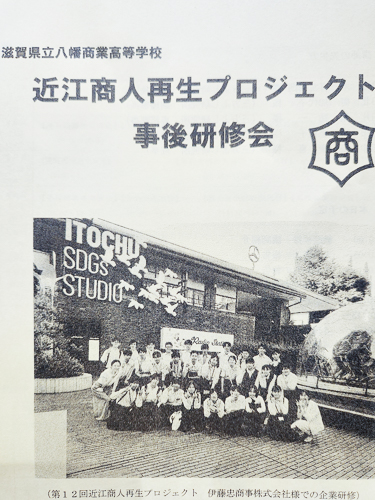 滋賀県立八幡商業高等学校
近江商人再生プロジェクト
事後研修会
商
ITOCHU
SDGs
STUDIO
(第12回近江商人再生プロジェクト 伊藤忠商事株式会社様での企業研修)